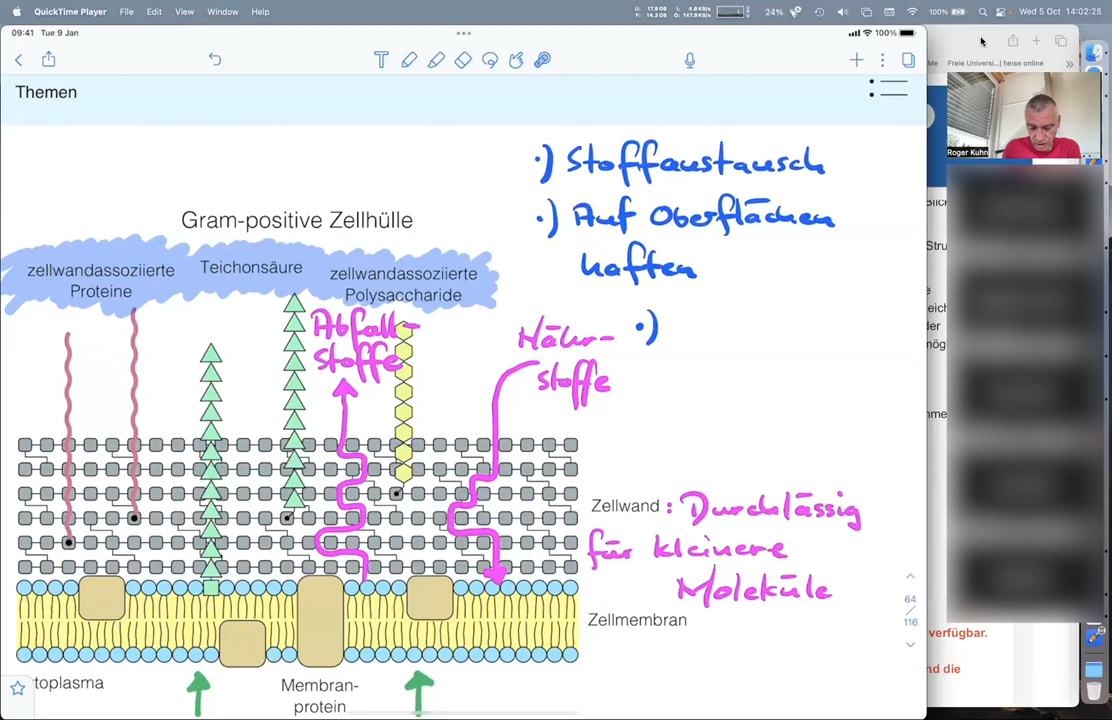 QuickTime Player File Edit View Window Help
24%
100%
Wed 5 Oct 14:02:25
09:41 Tue 9 Jan
100%
Freie Universi...| heise online
Themen
Roger Kuhn
·) Stoffaustausch
·) Auf Oberflächen
haften
·)
Gram-positive Zellhülle
zellwandassoziierte
Proteine
Teichonsäure
zellwandassoziierte
Polysaccharide
Abfall-
stoffe
Nähr-
stoffe
Zellwand : Durchlässig
für kleinere
Moleküle
Zellmembran
64
/
116
toplasma
Membran-
protein
verfügbar.
nd die